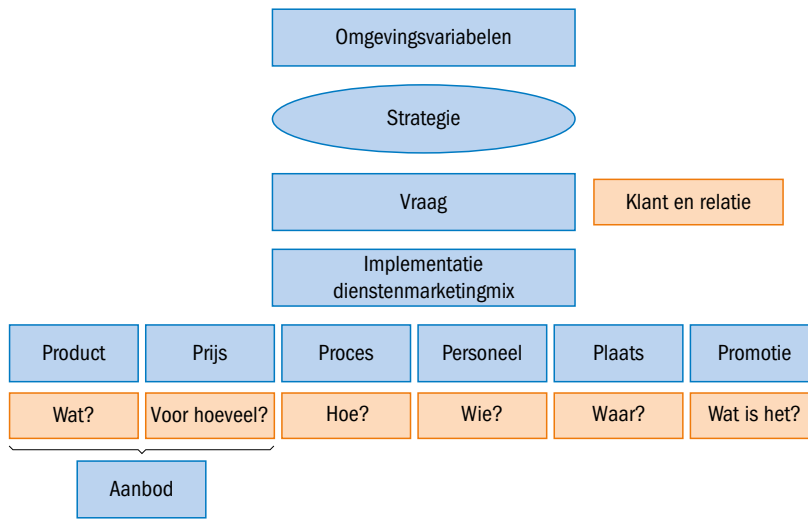 Omgevingsvariabelen
Strategie
Vraag
Klant en relatie
Implementatie
dienstenmarketingmix
Product
Prijs
Proces
Personeel
Plaats
Promotie
Wat?
Voor hoeveel?
Hoe?
Wie?
Waar?
Wat is het?
Aanbod